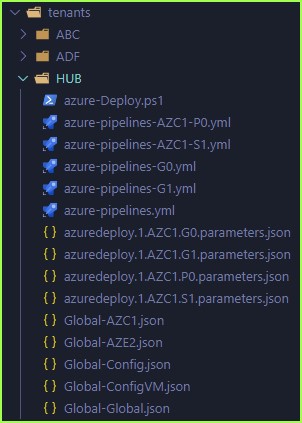 tenants
ABC
ADF
HUB
azure-Deploy.ps1
azure-pipelines-AZC1-P0.yml
azure-pipelines-AZC1-S1.yml
azure-pipelines-G0.yml
azure-pipelines-G1.yml
azure-pipelines.yml
azuredeploy.1.AZC1.G0.parameters.json
azuredeploy.1.AZC1.G1.parameters.json
azuredeploy.1.AZC1.P0.parameters.json
azuredeploy.1.AZC1.S1.parameters.json
Global-AZC1.json
Global-AZE2.json
Global-Config.json
Global-ConfigVM.json
Global-Global.json